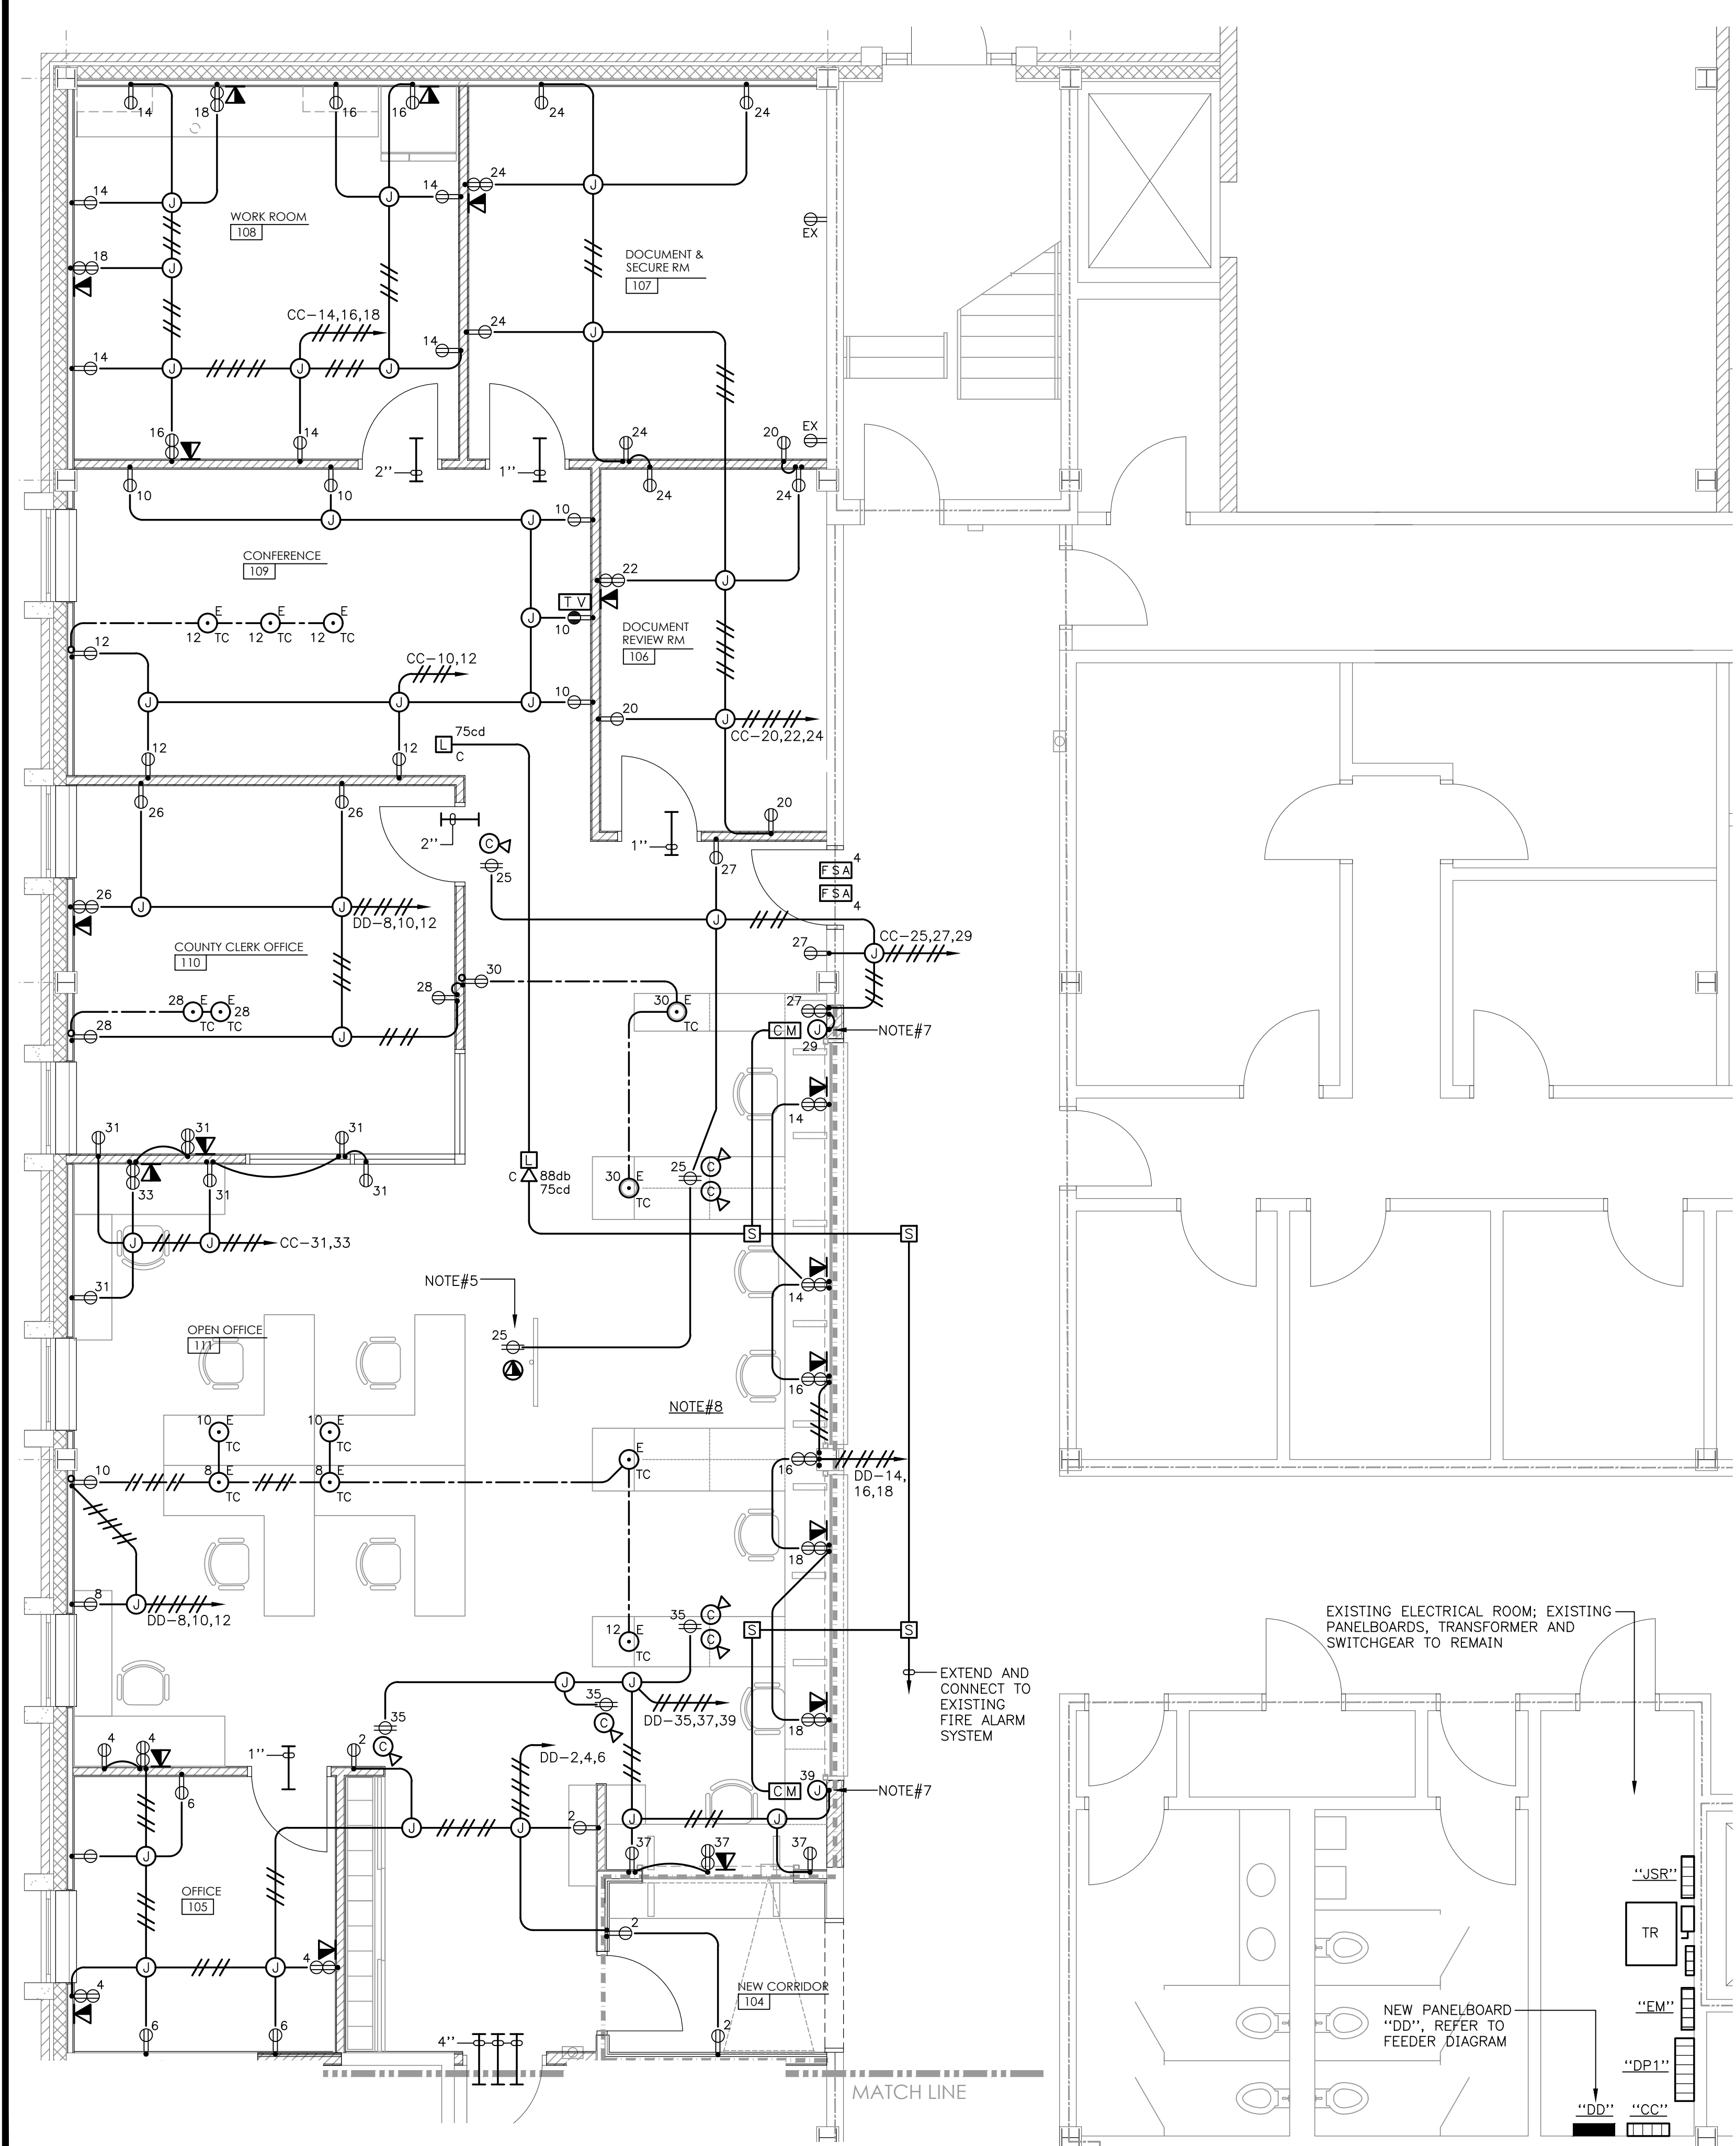 14
18
16
16
24
24
14
14
24
WORK ROOM
108
EX
DOCUMENT &
SECURE RM
107
18
CC-14,16,18
24
14
14
16
14
24
20
EX
2''
1''
10
10
24
24
10
CONFERENCE
109
22
E
E
E
12 TC
12 TC
12 TC
T V
10
DOCUMENT
REVIEW RM
106
12
CC-10,12
10
20
CC-20,22,24
12
12
L 75cd
C
26
26
2''
C
25
1''
20
27
F S A 4
F S A 4
26
DD-8,10,12
COUNTY CLERK OFFICE
110
27
CC-25,27,29
30
28
28 E
E 28
TC
TC
28
30 E
TC
27
C M
J
29
NOTE#7
14
31
31
31
33
31
31
L
C 88db
75cd
30 E
TC
25
C
C
S
S
CC-31,33
31
NOTE#5
14
25
OPEN OFFICE
111
16
NOTE#8
10 E
TC
10 E
TC
10
8 E
TC
8 E
TC
E
TC
16
DD-14,
16,18
18
8
DD-8,10,12
12 E
TC
35
C
C
S
S
EXTEND AND
CONNECT TO
EXISTING
FIRE ALARM
SYSTEM
EXISTING ELECTRICAL ROOM; EXISTING
PANELBOARDS, TRANSFORMER AND
SWITCHGEAR TO REMAIN
35
C
35
C
DD-35,37,39
18
4
4
1''
2
DD-2,4,6
6
C M
39
J
NOTE#7
2
37
37
37
OFFICE
105
2
4
4
NEW CORRIDOR
104
6
6
4''
2
MATCH LINE
"JSR"
TR
"EM"
NEW PANELBOARD
"DD", REFER TO
FEEDER DIAGRAM
"DP1"
"DD"
"CC"